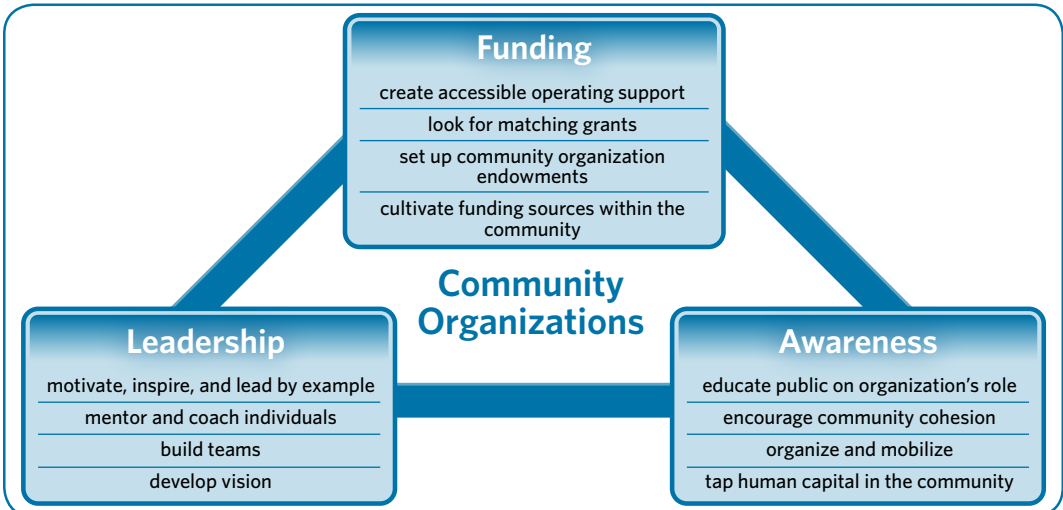 Funding
create accessible operating support
look for matching grants
set up community organization
endowments
cultivate funding sources within the
community
Community
Organizations
Leadership
motivate, inspire, and lead by example
mentor and coach individuals
build teams
develop vision
Awareness
educate public on organization’s role
encourage community cohesion
organize and mobilize
tap human capital in the community